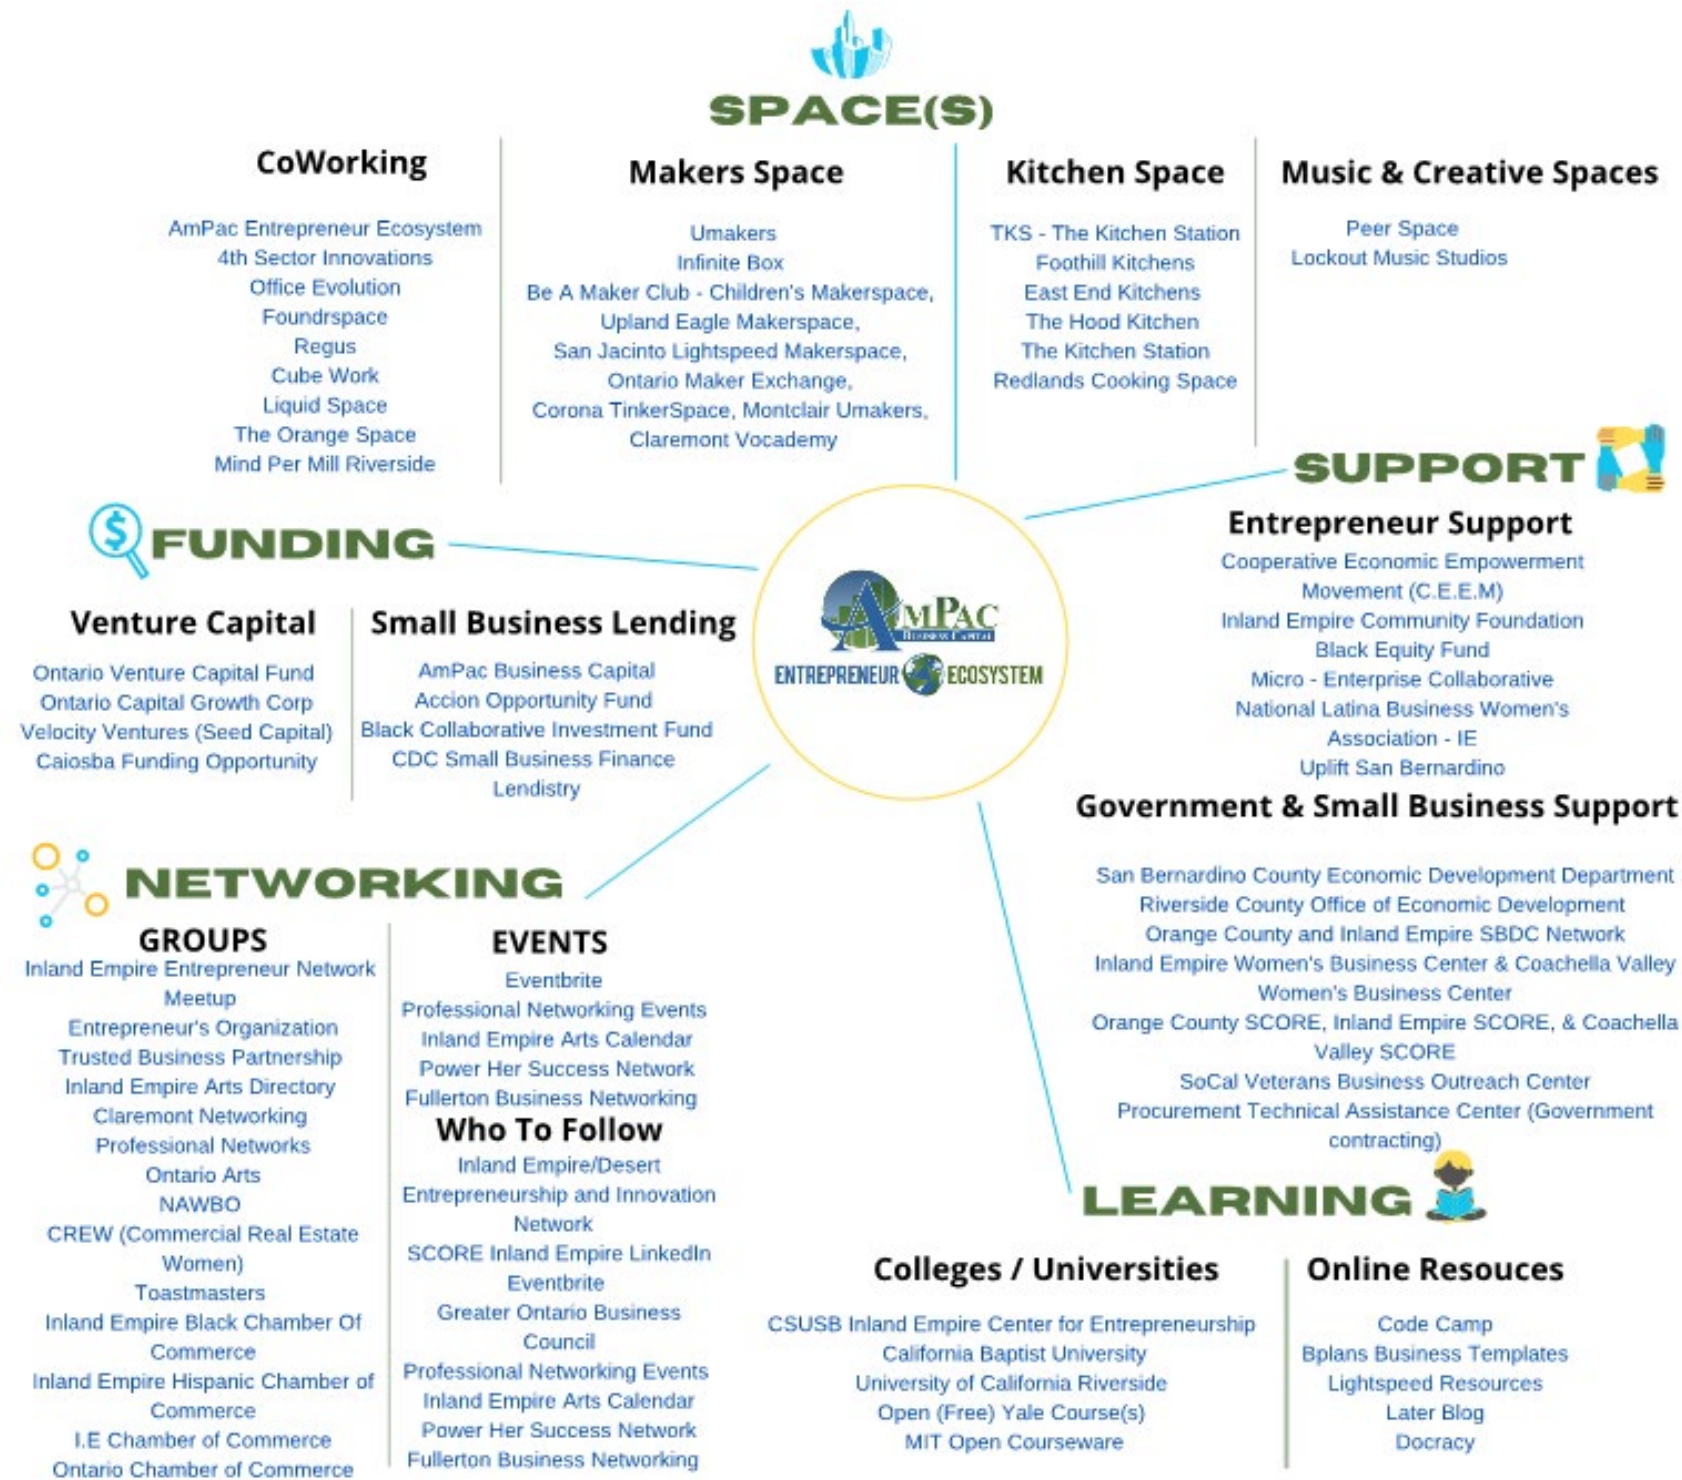 SPACE(S)
CoWorking
AmPac Entrepreneur Ecosystem
4th Sector Innovations
Office Evolution
Foundrspace
Regus
Cube Work
Liquid Space
The Orange Space
Mind Per Mill Riverside
Makers Space
Umakers
Infinite Box
Be A Maker Club - Children's Makerspace,
Upland Eagle Makerspace,
San Jacinto Lightspeed Makerspace,
Ontario Maker Exchange,
Corona TinkerSpace, Montclair Umakers,
Claremont Vocademy
Kitchen Space
TKS - The Kitchen Station
Foothill Kitchens
East End Kitchens
The Hood Kitchen
The Kitchen Station
Redlands Cooking Space
Music & Creative Spaces
Peer Space
Lockout Music Studios
FUNDING
Venture Capital
Ontario Venture Capital Fund
Ontario Capital Growth Corp
Velocity Ventures (Seed Capital)
Caiosba Funding Opportunity
Small Business Lending
AmPac Business Capital
Accion Opportunity Fund
Black Collaborative Investment Fund
CDC Small Business Finance
Lendistry
AMPAC
BUSINESS CAPITAL
ENTREPRENEUR ECOSYSTEM
SUPPORT
Entrepreneur Support
Cooperative Economic Empowerment
Movement (C.E.E.M)
Inland Empire Community Foundation
Black Equity Fund
Micro - Enterprise Collaborative
National Latina Business Women's
Association - IE
Uplift San Bernardino
Government & Small Business Support
San Bernardino County Economic Development Department
Riverside County Office of Economic Development
Orange County and Inland Empire SBDC Network
Inland Empire Women's Business Center & Coachella Valley
Women's Business Center
Orange County SCORE, Inland Empire SCORE, & Coachella
Valley SCORE
SoCal Veterans Business Outreach Center
Procurement Technical Assistance Center (Government
contracting)
NETWORKING
GROUPS
Inland Empire Entrepreneur Network
Meetup
Entrepreneur's Organization
Trusted Business Partnership
Inland Empire Arts Directory
Claremont Networking
Professional Networks
Ontario Arts
NAWBO
CREW (Commercial Real Estate
Women)
Toastmasters
Inland Empire Black Chamber Of
Commerce
Inland Empire Hispanic Chamber of
Commerce
I.E Chamber of Commerce
Ontario Chamber of Commerce
EVENTS
Eventbrite
Professional Networking Events
Inland Empire Arts Calendar
Power Her Success Network
Fullerton Business Networking
Who To Follow
Inland Empire/Desert
Entrepreneurship and Innovation
Network
SCORE Inland Empire LinkedIn
Eventbrite
Greater Ontario Business
Council
Professional Networking Events
Inland Empire Arts Calendar
Power Her Success Network
Fullerton Business Networking
LEARNING
Colleges / Universities
CSUSB Inland Empire Center for Entrepreneurship
California Baptist University
University of California Riverside
Open (Free) Yale Course(s)
MIT Open Courseware
Online Resouces
Code Camp
Bplans Business Templates
Lightspeed Resources
Later Blog
Docracy
$